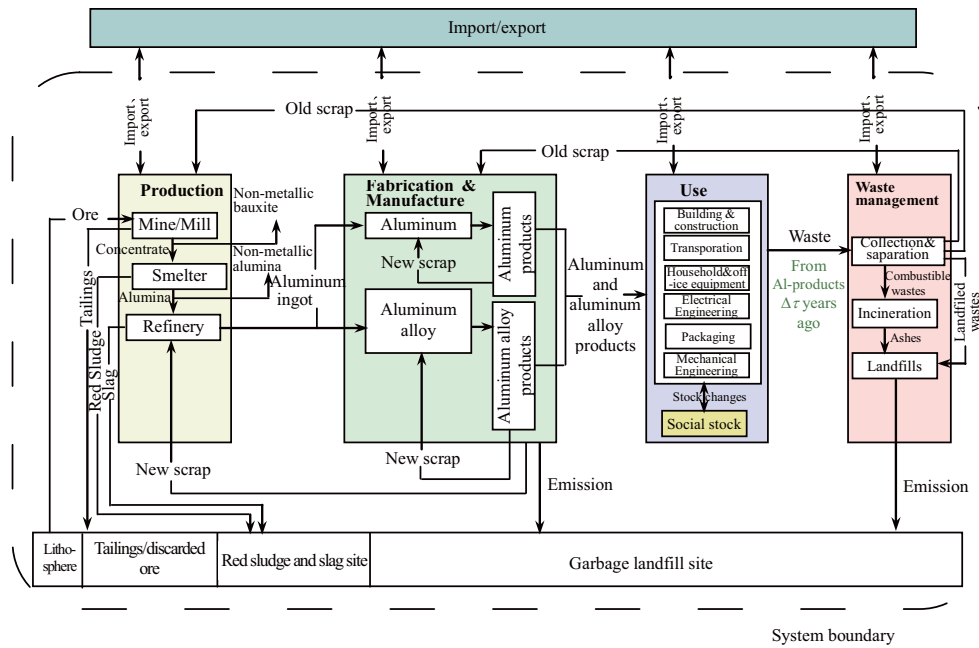 Import/export
Import/
export
Import/
export
Import/
export
Import/
export
Old scrap
Old scrap
Production
Ore
Mine/Mill
Non-metallic
bauxite
Concentrate
Non-metallic
alumina
Smelter
Alumina
Aluminum
ingot
Refinery
Tailings
Red Sludge
Slag
Fabrication &
Manufacture
Aluminum
New scrap
Aluminum
products
Aluminum
alloy
Aluminum alloy
products
New scrap
New scrap
Aluminum
and
aluminum
alloy
products
Use
Building &
construction
Transporation
Household&off
-ice equipment
Electrical
Engineering
Packaging
Mechanical
Engineering
Stock changes
Social stock
Waste
From
Al-products
Δ τ years
ago
Waste
management
Collection&
saparation
Combustible
wastes
Incineration
Ashes
Landfills
Landfiled
wastes
Emission
Emission
Litho-
sphere
Tailings/discarded
ore
Red sludge and slag site
Garbage landfill site
System boundary